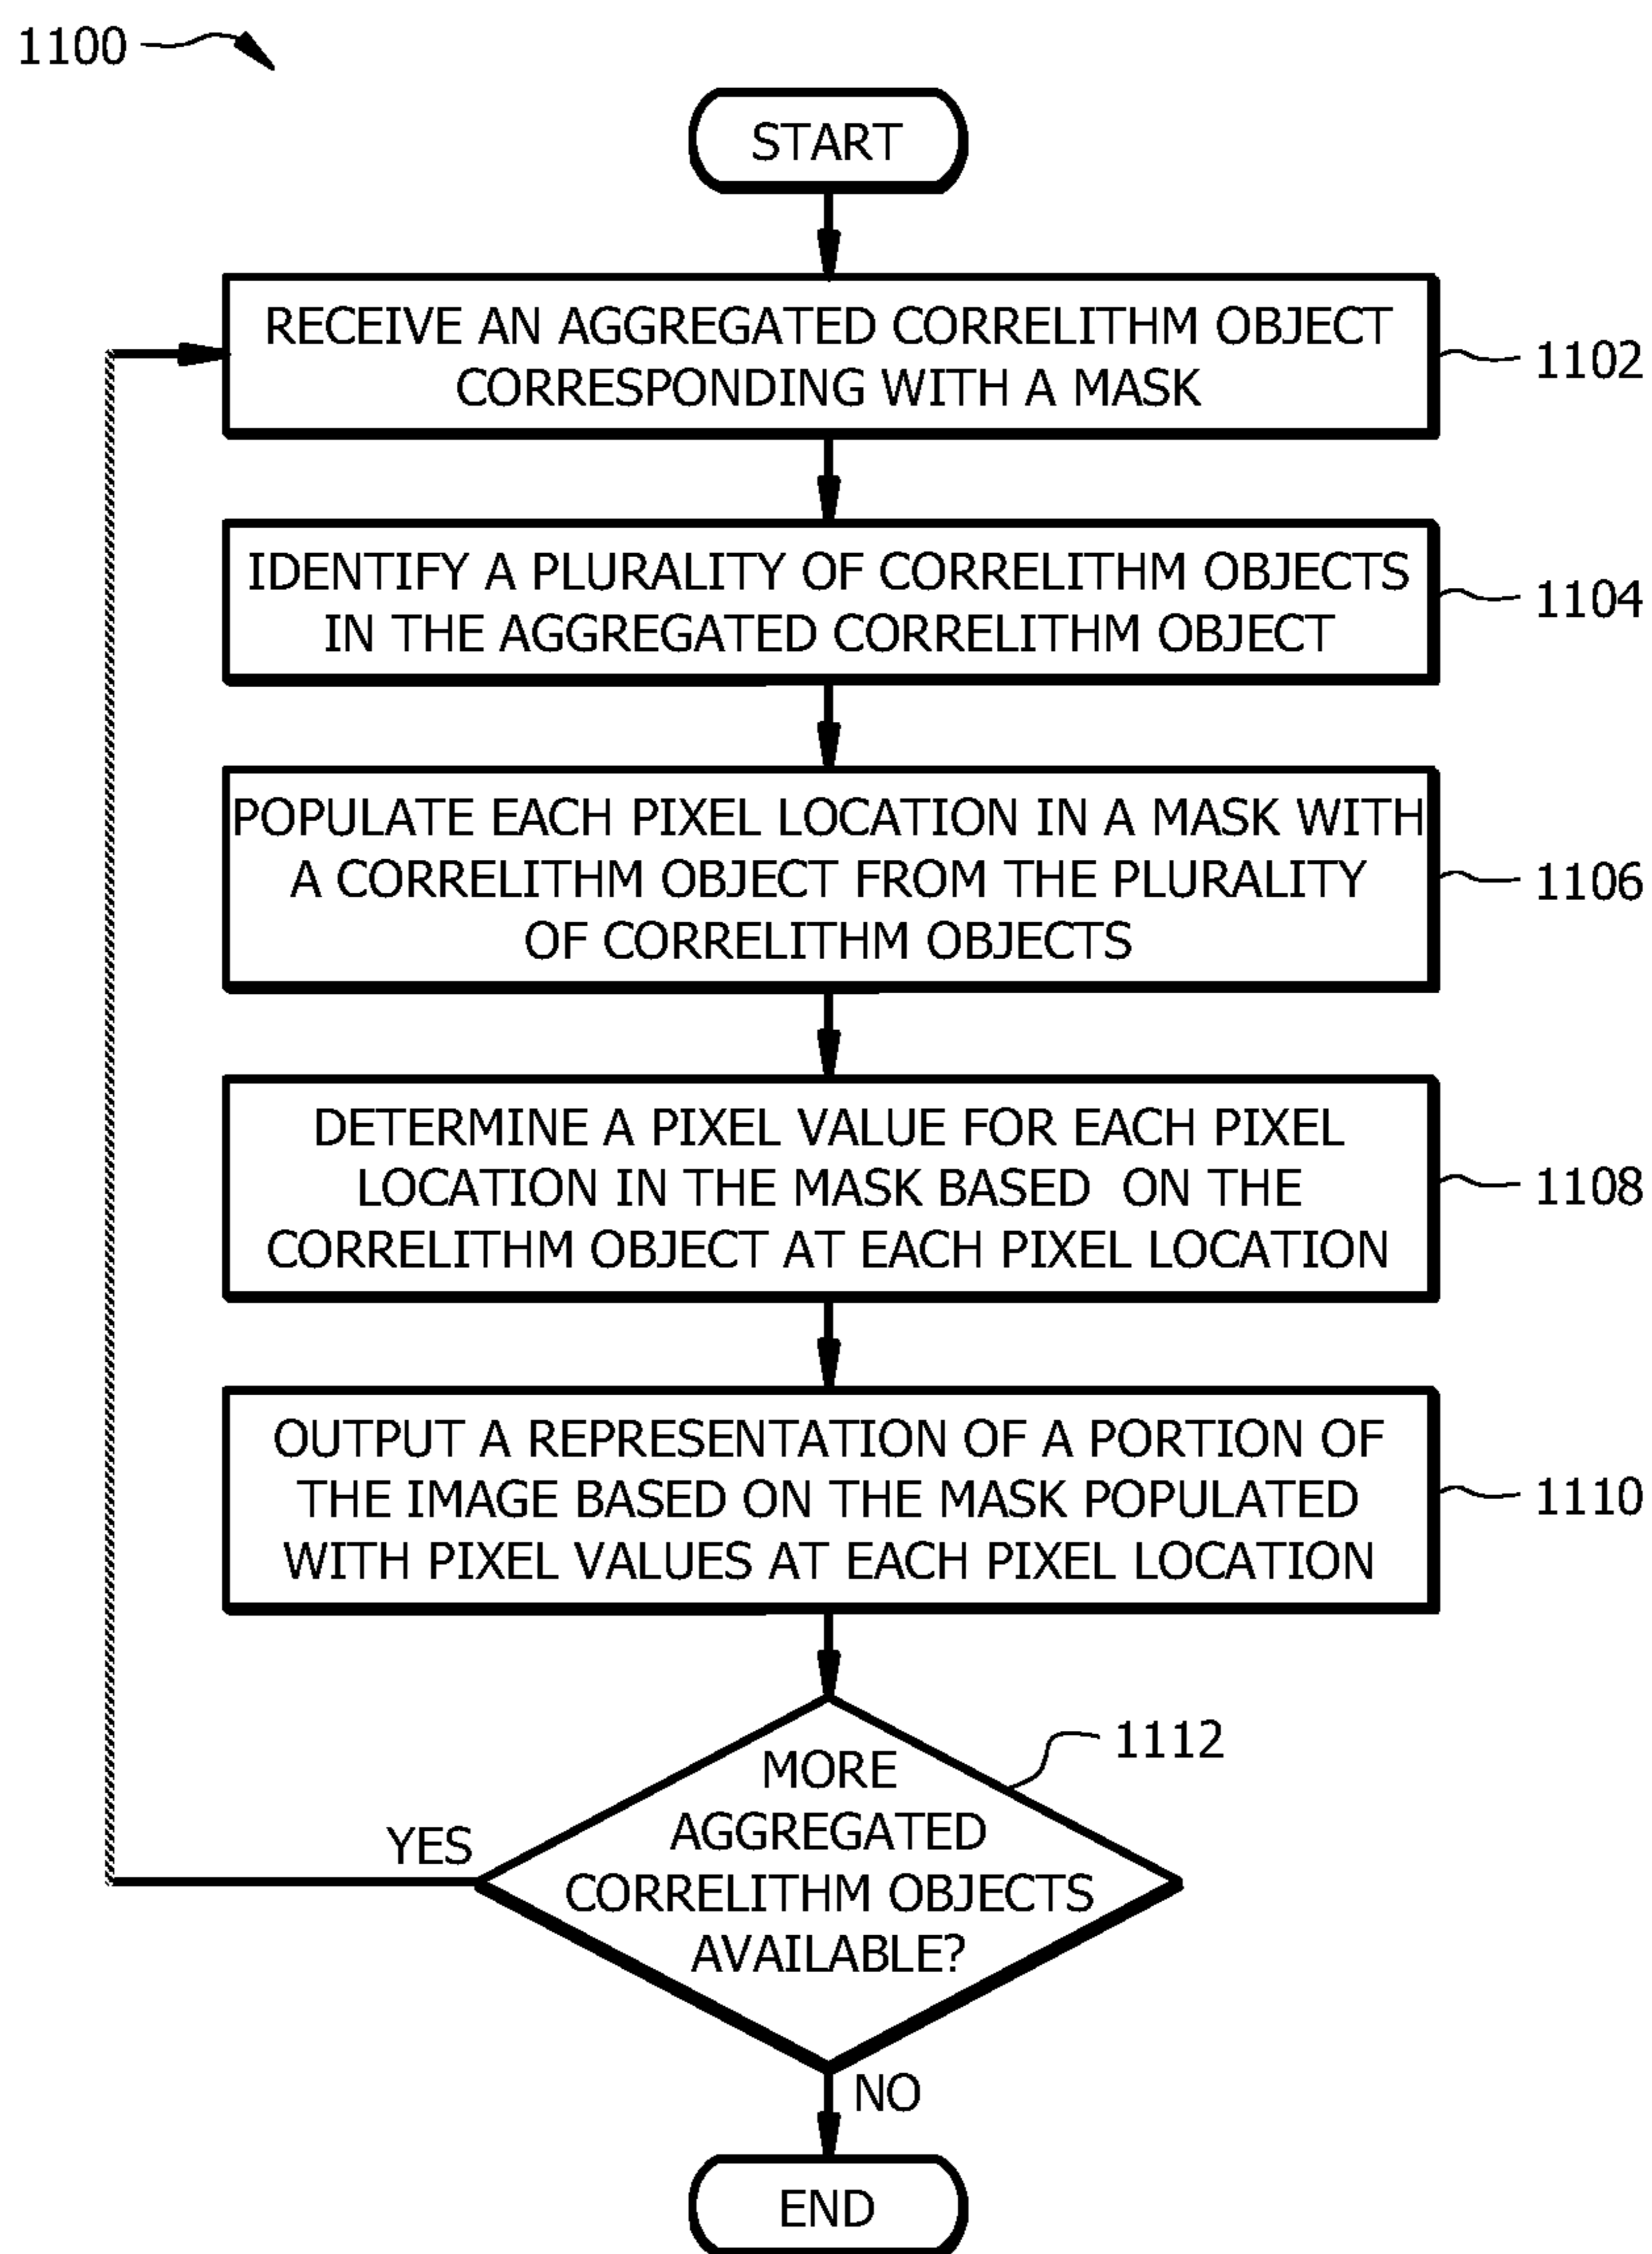 1100
START
RECEIVE AN AGGREGATED CORRELITHM OBJECT
CORRESPONDING WITH A MASK
1102
IDENTIFY A PLURALITY OF CORRELITHM OBJECTS
IN THE AGGREGATED CORRELITHM OBJECT
1104
POPULATE EACH PIXEL LOCATION IN A MASK WITH
A CORRELITHM OBJECT FROM THE PLURALITY
OF CORRELITHM OBJECTS
1106
DETERMINE A PIXEL VALUE FOR EACH PIXEL
LOCATION IN THE MASK BASED ON THE
CORRELITHM OBJECT AT EACH PIXEL LOCATION
1108
OUTPUT A REPRESENTATION OF A PORTION OF
THE IMAGE BASED ON THE MASK POPULATED
WITH PIXEL VALUES AT EACH PIXEL LOCATION
1110
MORE
AGGREGATED
CORRELITHM OBJECTS
AVAILABLE?
1112
YES
NO
END